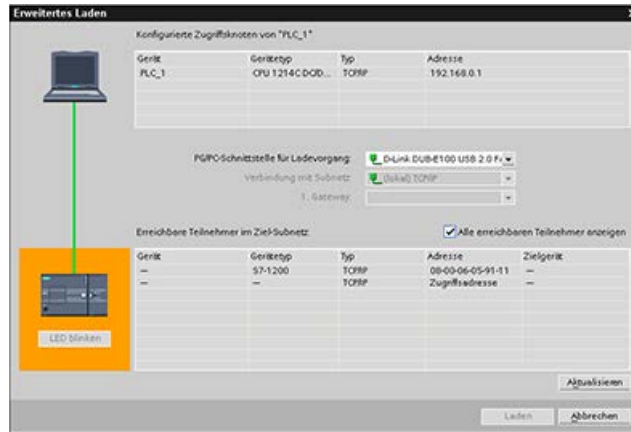 Erweitertes Laden
Konfigurierte Zugriffsknoten von "PLC_1"
Gerät Gerätetyp Typ Adresse
PLC_1 CPU 1214C DC/D... TCP/IP 192.168.0.1
PG/PC-Schnittstelle für Ladevorgang: D-Link DUB-E100 USB 2.0 Fa
Verbindung mit Subnetz: (lokal) TCP/IP
1. Gateway:
Erreichbare Teilnehmer im Ziel-Subnetz: Alle erreichbaren Teilnehmer anzeigen
Gerät Gerätetyp Typ Adresse Zielgerät
— S7-1200 TCP/IP 08-00-06-05-91-11 —
— — TCP/IP Zugriffsadresse —
LED blinken
Aktualisieren
Laden Abbrechen